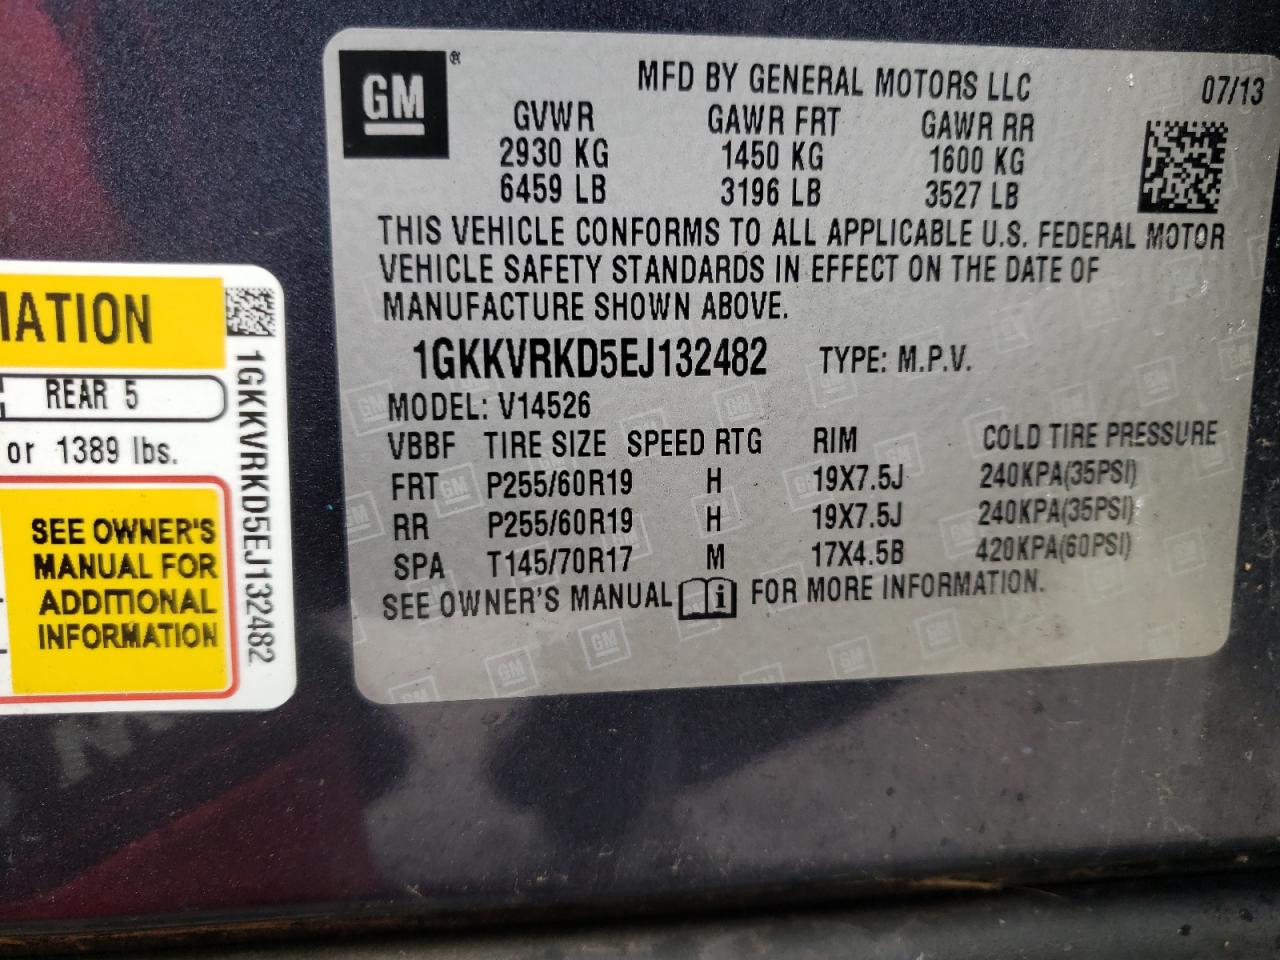 GM®
MFD BY GENERAL MOTORS LLC 07/13
GVWR GAWR FRT GAWR RR
2930 KG 1450 KG 1600 KG
6459 LB 3196 LB 3527 LB
THIS VEHICLE CONFORMS TO ALL APPLICABLE U.S. FEDERAL MOTOR
VEHICLE SAFETY STANDARDS IN EFFECT ON THE DATE OF
MANUFACTURE SHOWN ABOVE.
1GKKVRKD5EJ132482 TYPE: M.P.V.
MODEL: V14526
VBBF TIRE SIZE SPEED RTG RIM COLD TIRE PRESSURE
FRT P255/60R19 H 19X7.5J 240KPA(35PSI)
RR P255/60R19 H 19X7.5J 240KPA(35PSI)
SPA T145/70R17 M 17X4.5B 420KPA(60PSI)
SEE OWNER'S MANUAL i FOR MORE INFORMATION.
IATION
REAR 5
or 1389 lbs.
SEE OWNER'S
MANUAL FOR
ADDITIONAL
INFORMATION
1GKKVRKD5EJ132482